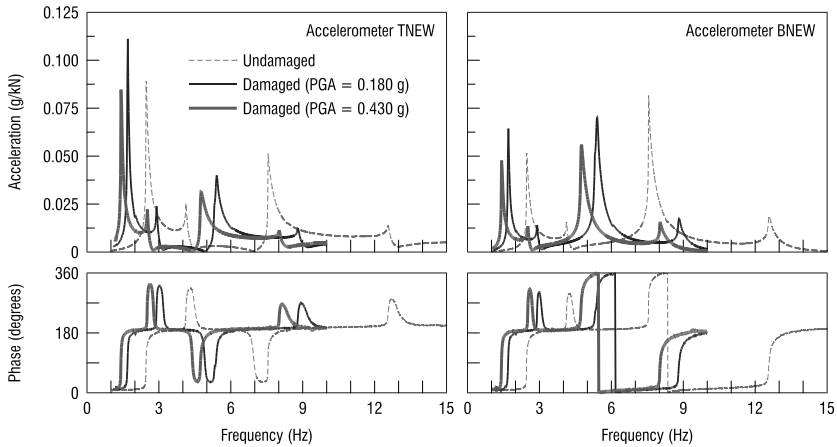 Accelerometer TNEW
Accelerometer BNEW
Undamaged
Damaged (PGA = 0.180 g)
Damaged (PGA = 0.430 g)
Acceleration (g/kN)
0.125
0.100
0.075
0.050
0.025
0
Phase (degrees)
360
180
0
0 3 6 9 12 15
0 3 6 9 12 15
Frequency (Hz)
Frequency (Hz)